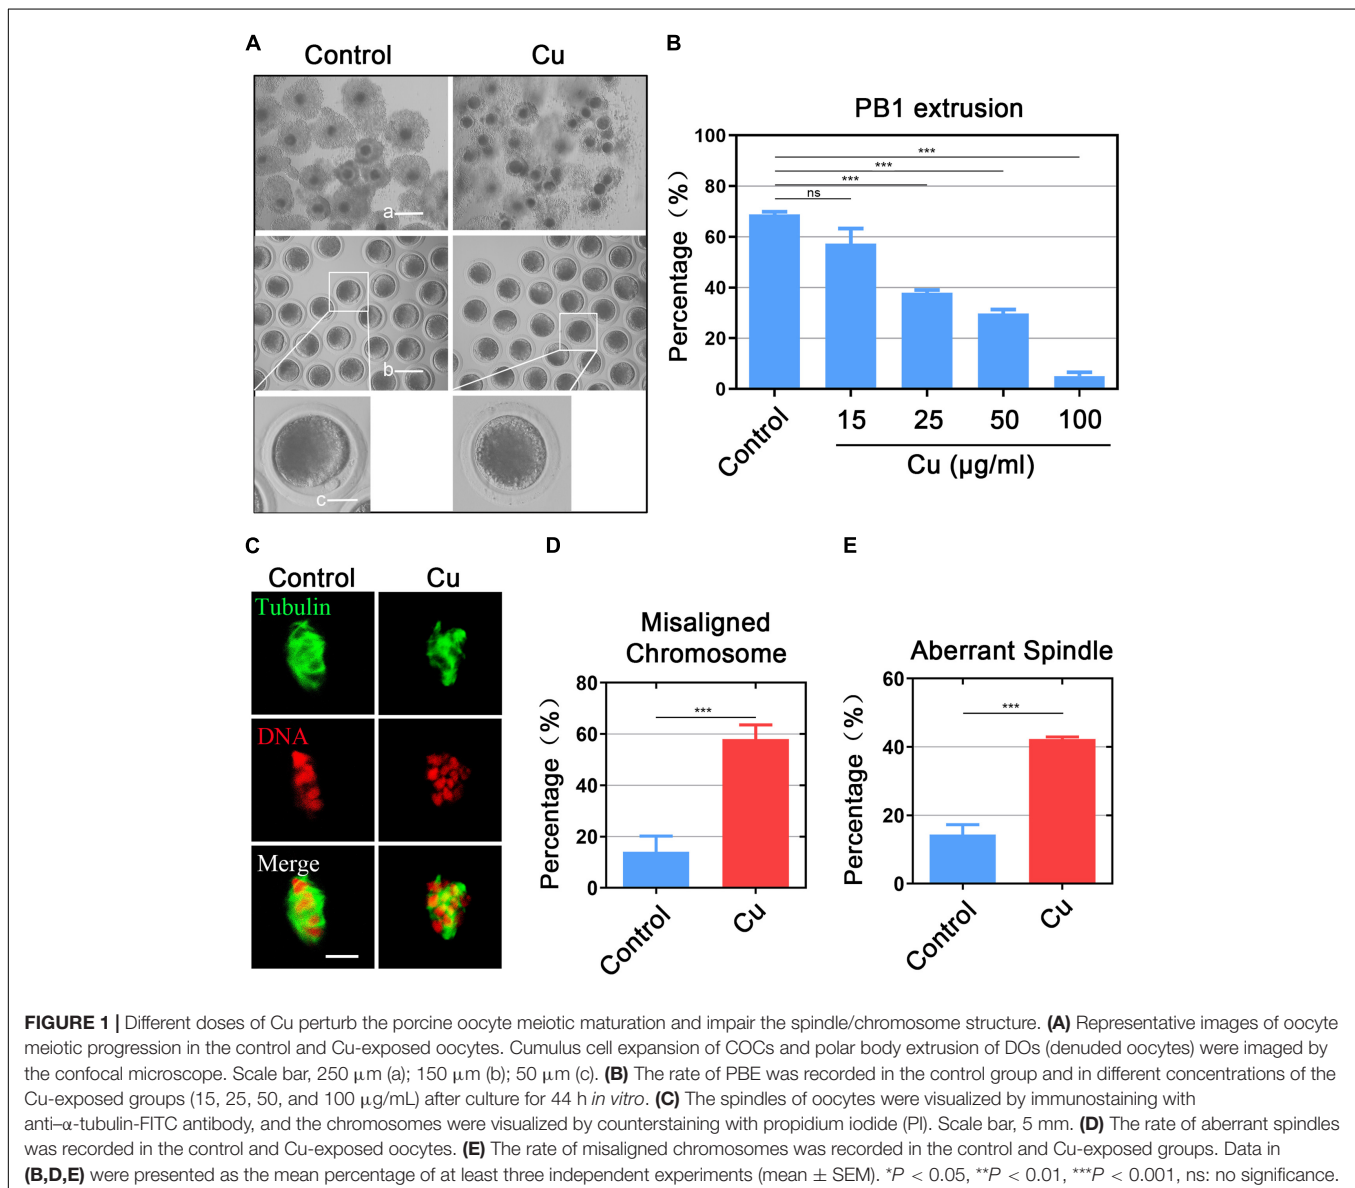 A
Control
Cu
a
b
c
B
PB1 extrusion
Percentage (%)
100
80
60
40
20
0
***
***
***
ns
Control
15
25
50
100
Cu (μg/ml)
C
Control
Cu
Tubulin
DNA
Merge
D
Misaligned
Chromosome
Percentage (%)
80
60
40
20
0
***
Control
Cu
E
Aberrant Spindle
Percentage (%)
60
40
20
0
***
Control
Cu
FIGURE 1 | Different doses of Cu perturb the porcine oocyte meiotic maturation and impair the spindle/chromosome structure. (A) Representative images of oocyte
meiotic progression in the control and Cu-exposed oocytes. Cumulus cell expansion of COCs and polar body extrusion of DOs (denuded oocytes) were imaged by
the confocal microscope. Scale bar, 250 μm (a); 150 μm (b); 50 μm (c). (B) The rate of PBE was recorded in the control group and in different concentrations of the
Cu-exposed groups (15, 25, 50, and 100 μg/mL) after culture for 44 h in vitro. (C) The spindles of oocytes were visualized by immunostaining with
anti–α-tubulin-FITC antibody, and the chromosomes were visualized by counterstaining with propidium iodide (PI). Scale bar, 5 mm. (D) The rate of aberrant spindles
was recorded in the control and Cu-exposed oocytes. (E) The rate of misaligned chromosomes was recorded in the control and Cu-exposed groups. Data in
(B,D,E) were presented as the mean percentage of at least three independent experiments (mean ± SEM). *P < 0.05, **P < 0.01, ***P < 0.001, ns: no significance.